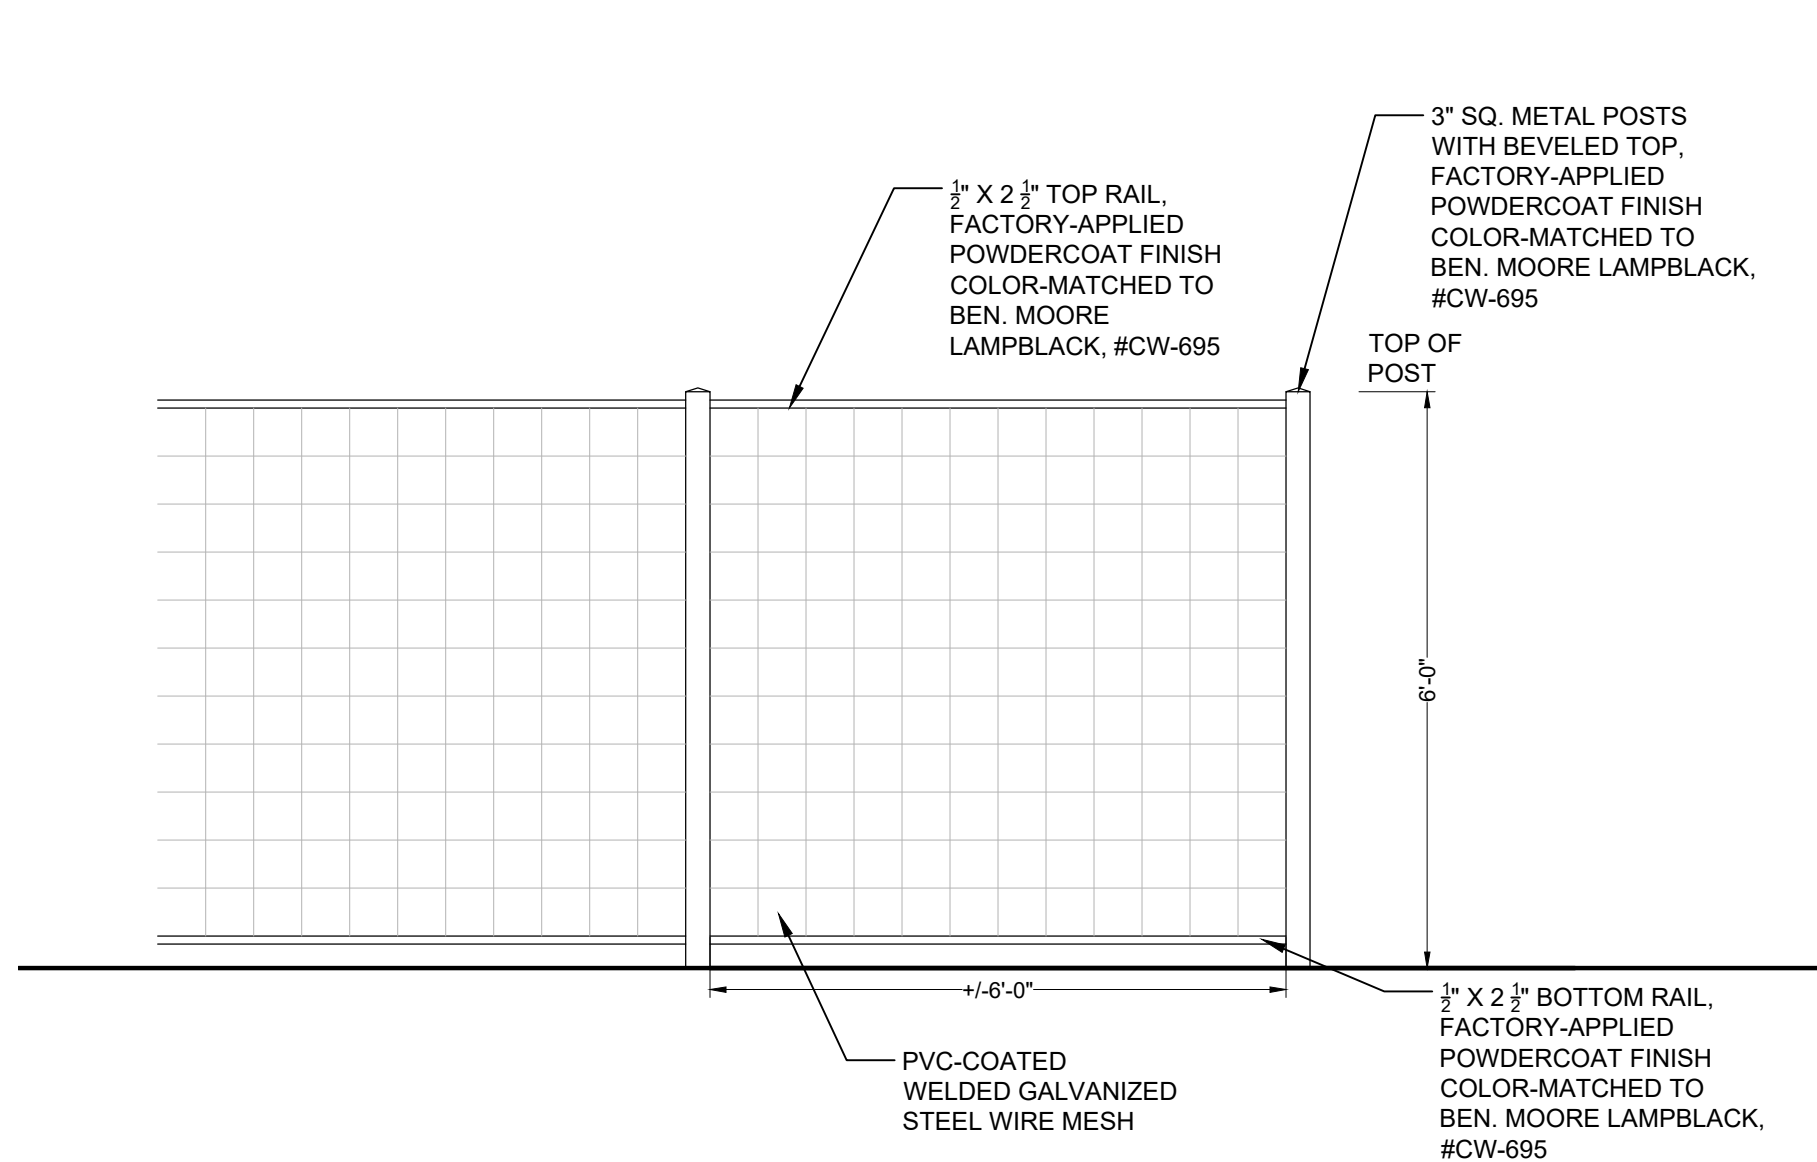 3" SQ. METAL POSTS
WITH BEVELED TOP,
FACTORY-APPLIED
POWDERCOAT FINISH
COLOR-MATCHED TO
BEN. MOORE LAMPBLACK,
#CW-695
½" X 2 ½" TOP RAIL,
FACTORY-APPLIED
POWDERCOAT FINISH
COLOR-MATCHED TO
BEN. MOORE
LAMPBLACK, #CW-695
TOP OF
POST
6'-0"
+/-6'-0"
½" X 2 ½" BOTTOM RAIL,
FACTORY-APPLIED
POWDERCOAT FINISH
COLOR-MATCHED TO
BEN. MOORE LAMPBLACK,
#CW-695
PVC-COATED
WELDED GALVANIZED
STEEL WIRE MESH